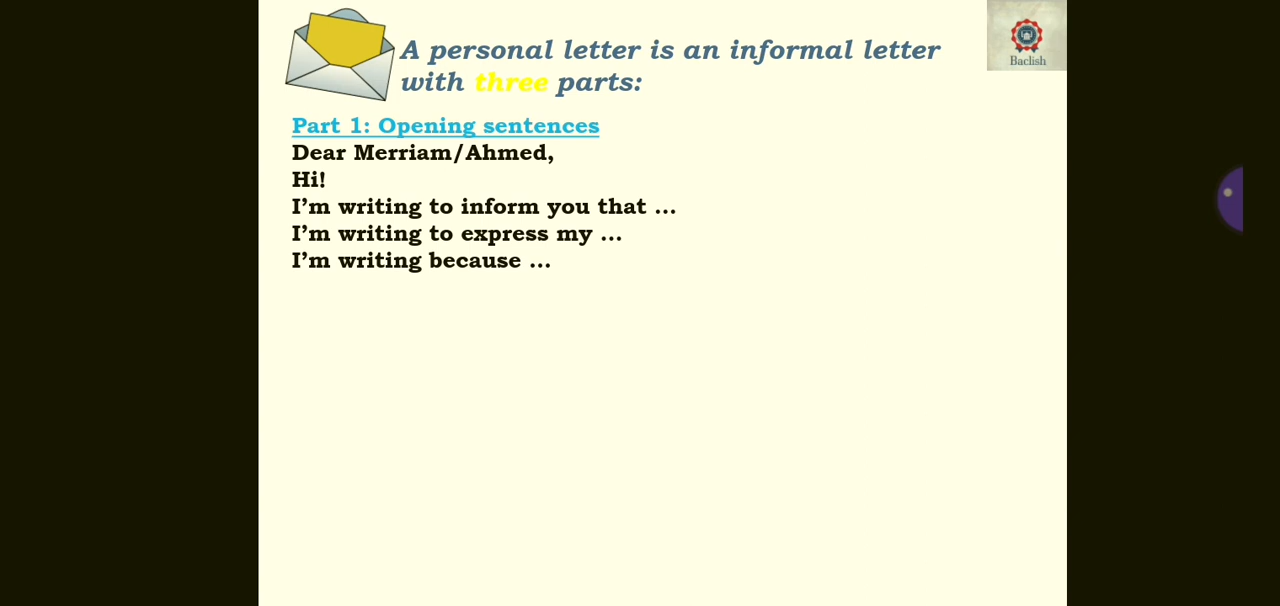 A personal letter is an informal letter
with three parts:
Baclish
Part 1: Opening sentences
Dear Merriam/Ahmed,
Hi!
I'm writing to inform you that ...
I'm writing to express my ...
I'm writing because ...